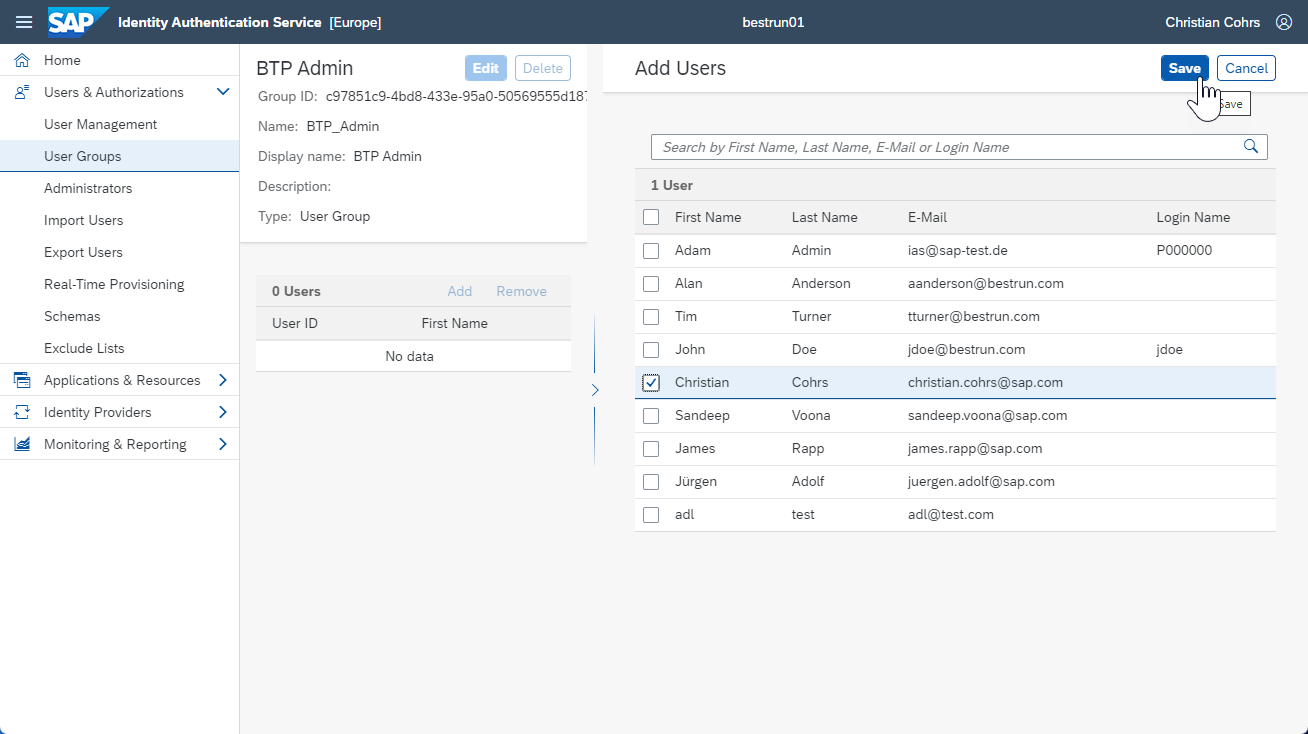 SAP Identity Authentication Service [Europe]
bestrun01
Christian Cohrs
Home
Users & Authorizations
User Management
User Groups
Administrators
Import Users
Export Users
Real-Time Provisioning
Schemas
Exclude Lists
Applications & Resources
Identity Providers
Monitoring & Reporting
BTP Admin
Edit Delete
Group ID: c97851c9-4bd8-433e-95a0-50569555d187
Name: BTP_Admin
Display name: BTP Admin
Description:
Type: User Group
0 Users Add Remove
User ID First Name
No data
Add Users
Save Cancel
Save
Search by First Name, Last Name, E-Mail or Login Name
1 User
First Name Last Name E-Mail Login Name
Adam Admin ias@sap-test.de P000000
Alan Anderson aanderson@bestrun.com
Tim Turner tturner@bestrun.com
John Doe jdoe@bestrun.com jdoe
Christian Cohrs christian.cohrs@sap.com
Sandeep Voona sandeep.voona@sap.com
James Rapp james.rapp@sap.com
Jürgen Adolf juergen.adolf@sap.com
adl test adl@test.com